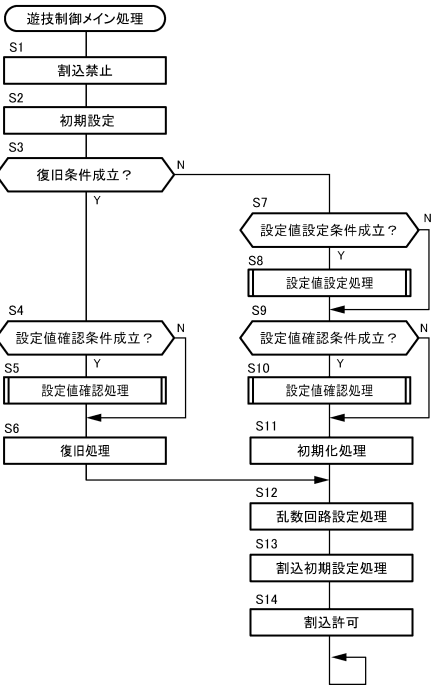 遊技制御メイン処理
S1
割込禁止
S2
初期設定
S3
復旧条件成立？
N
Y
S7
設定値設定条件成立？
N
Y
S8
設定値設定処理
S4
設定値確認条件成立？
N
Y
S5
設定値確認処理
S9
設定値確認条件成立？
N
Y
S10
設定値確認処理
S6
復旧処理
S11
初期化処理
S12
乱数回路設定処理
S13
割込初期設定処理
S14
割込許可